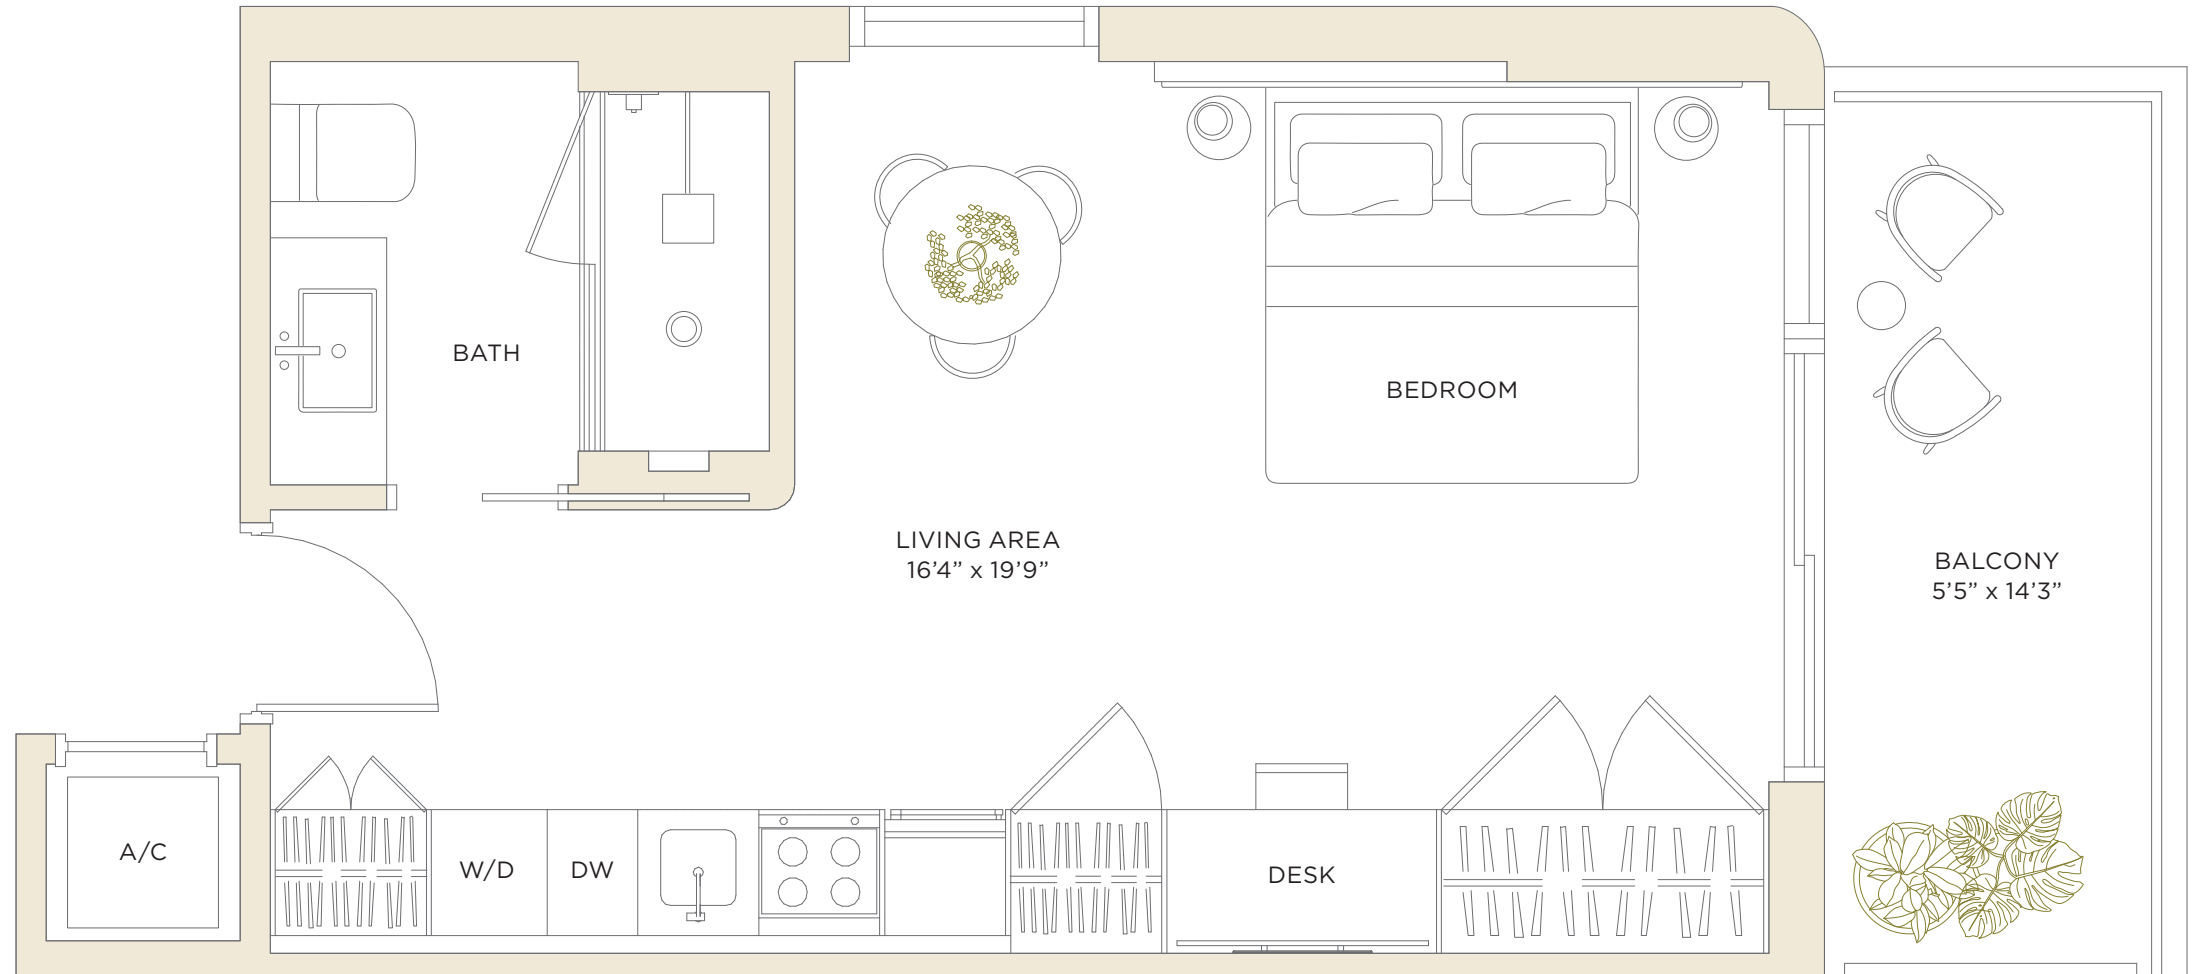 BATH
BEDROOM
LIVING AREA
16’4” x 19’9”
BALCONY
5’5” x 14’3”
A/C
W/D
DW
DESK